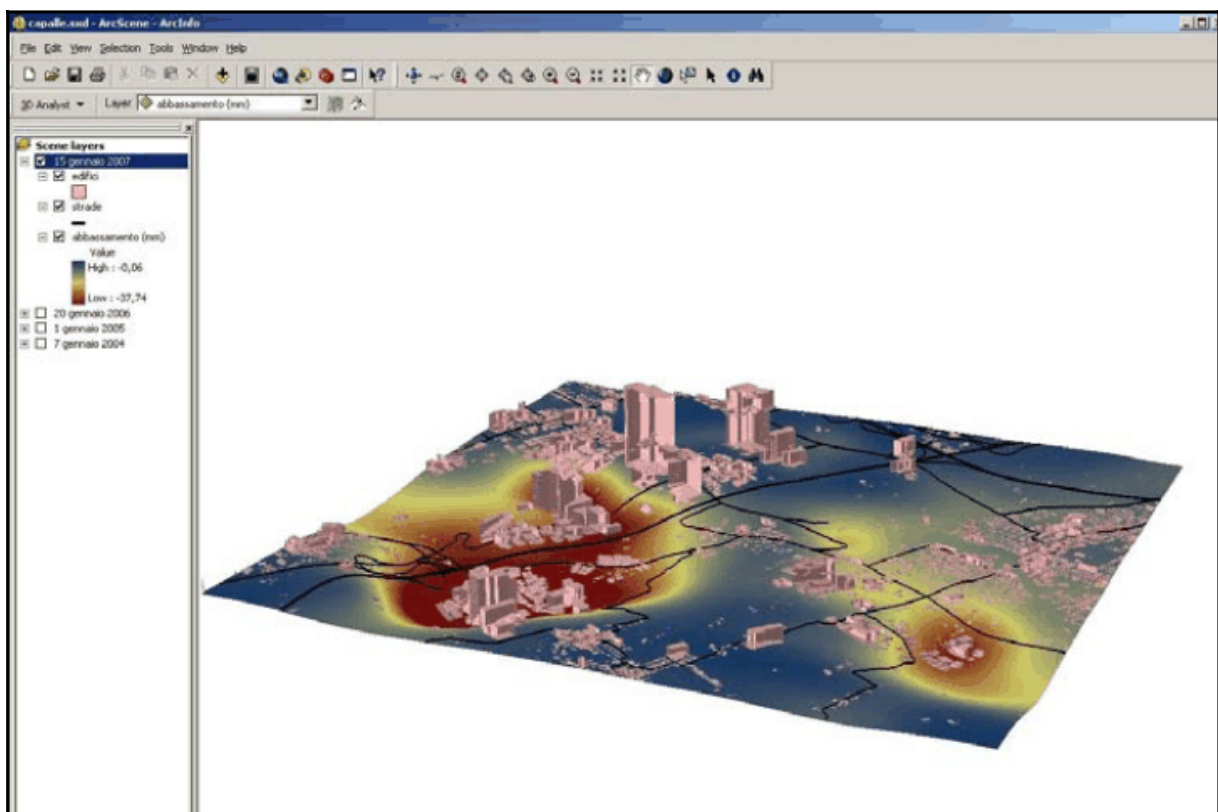 capalle.sxd - ArcScene - ArcInfo
File Edit View Selection Tools Window Help
3D Analyst Layer: abbassamento (mm)
Scene layers
15 gennaio 2007
edifici
strade
abbassamento (mm)
Value
High : -0,06
Low : -37,74
20 gennaio 2006
1 gennaio 2005
7 gennaio 2004